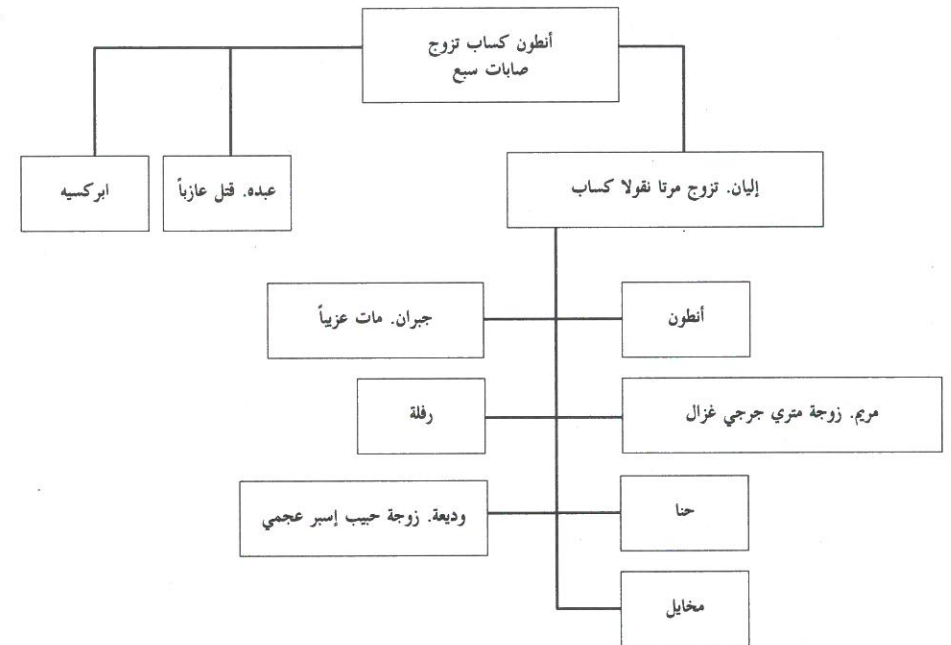 أنطون كساب تزوج
صابات سبع
إليان. تزوج مرتا نقولا كساب
عبده. قتل عازباً
ابركسيه
أنطون
جبران. مات عزيباً
مريم. زوجة متري جرجي غزال
رفلة
حنا
وديعة. زوجة حبيب إسبر عجمي
مخايل